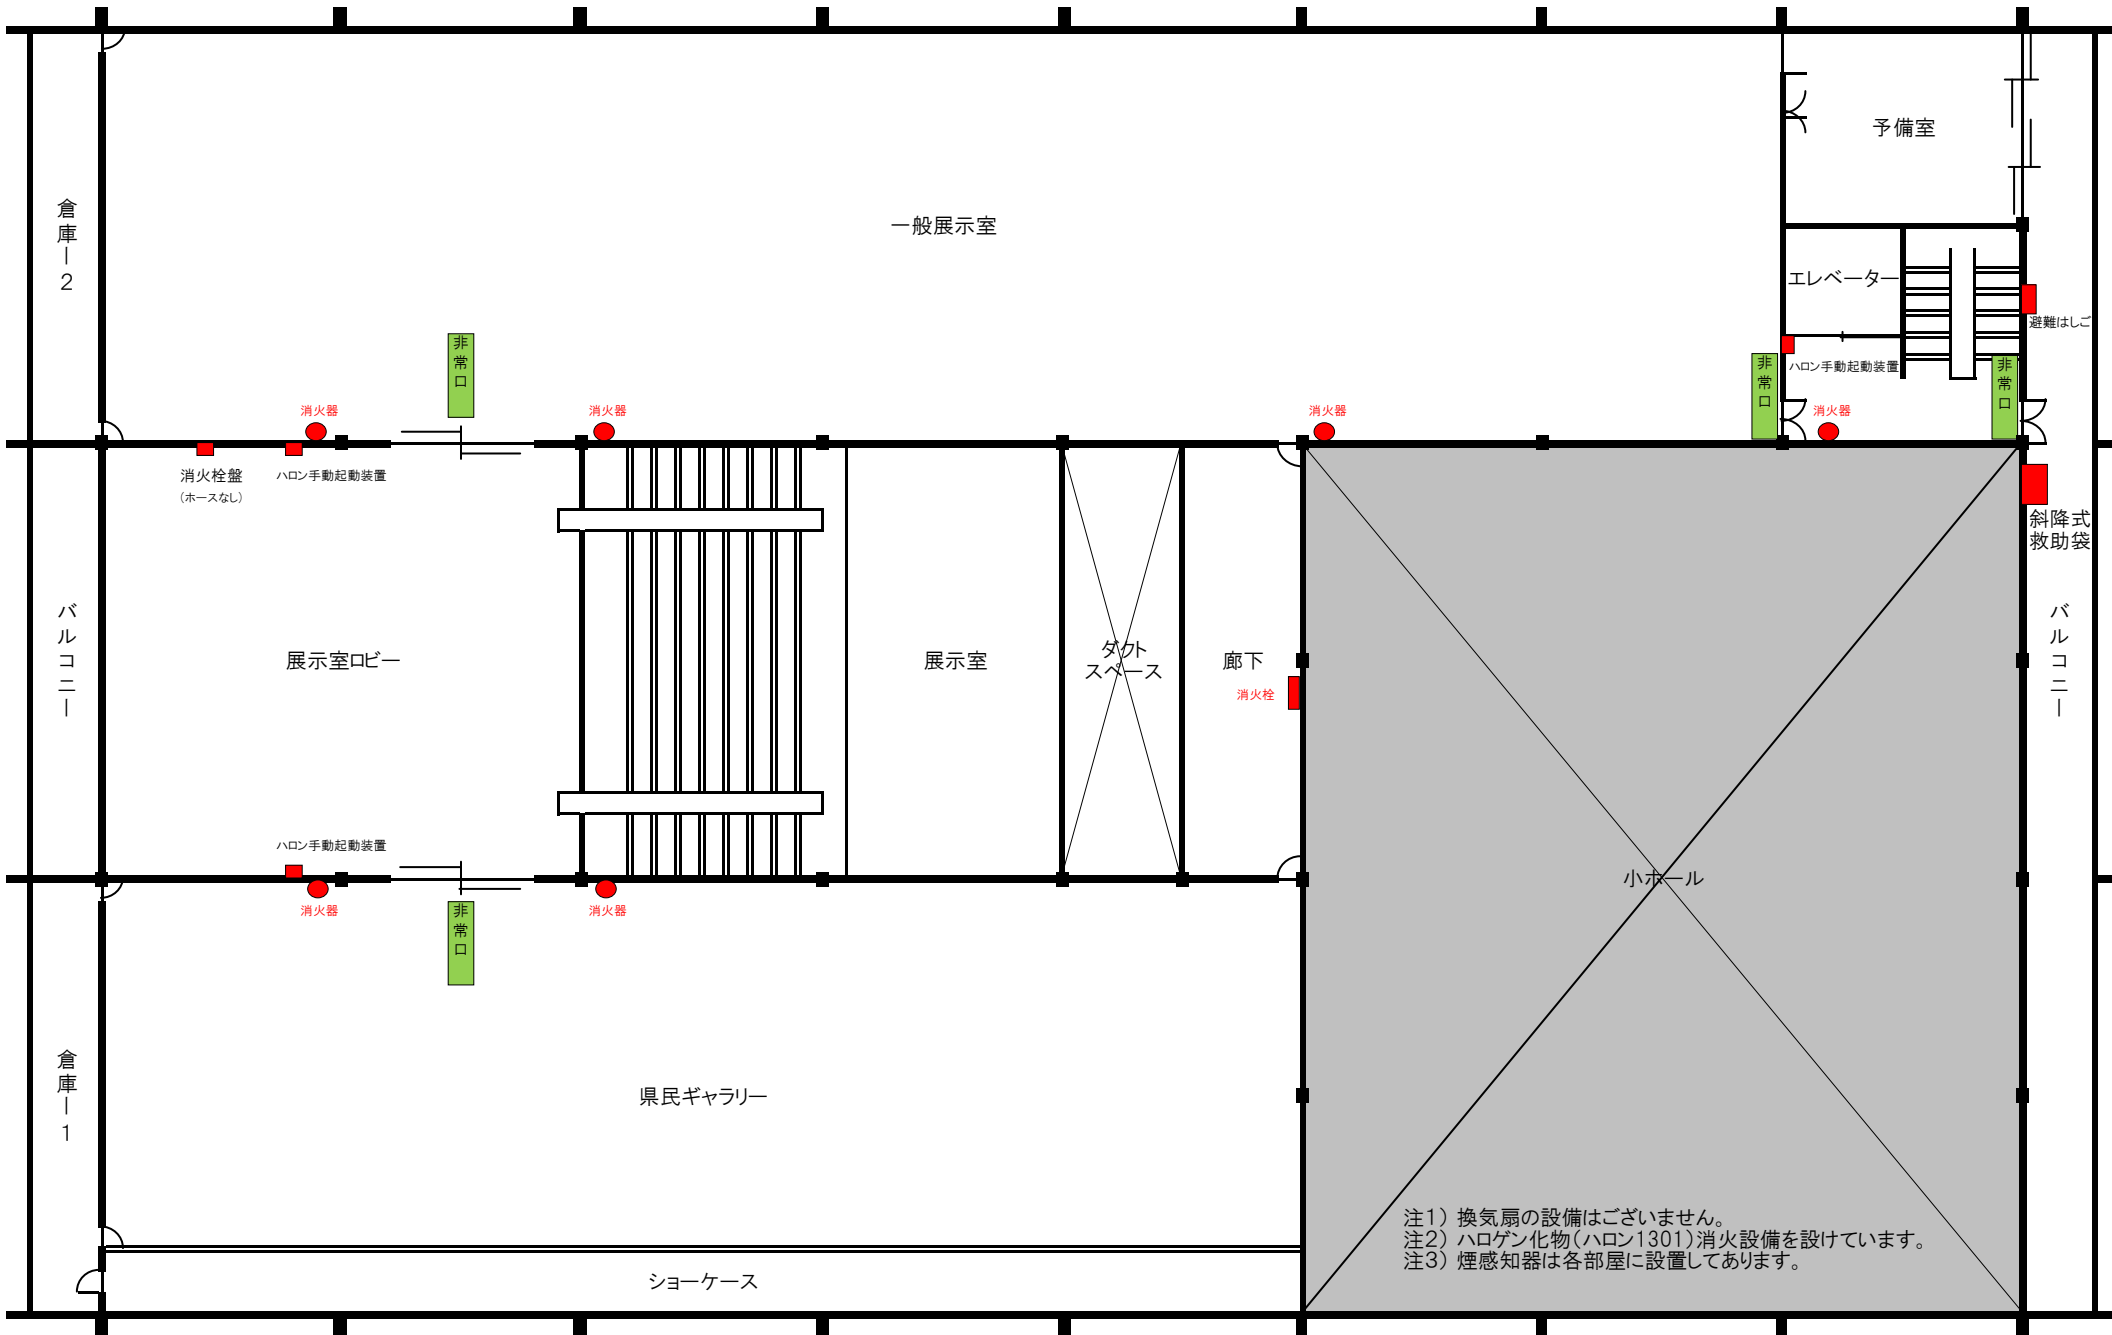 予備室
倉庫ー2
一般展示室
エレベーター
避難はしご
非常口
非常口
ハロン手動起動装置
非常口
消火器
消火器
消火器
消火器
消火栓盤
(ホースなし)
ハロン手動起動装置
斜降式
救助袋
バルコニー
展示室ロビー
展示室
ダクト
スペース
廊下
消火栓
バルコニー
ハロン手動起動装置
小ホール
消火器
消火器
非常口
倉庫ー1
県民ギャラリー
注1) 換気扇の設備はございません。
注2) ハロゲン化物(ハロン1301)消火設備を設けています。
注3) 煙感知器は各部屋に設置してあります。
ショーケース